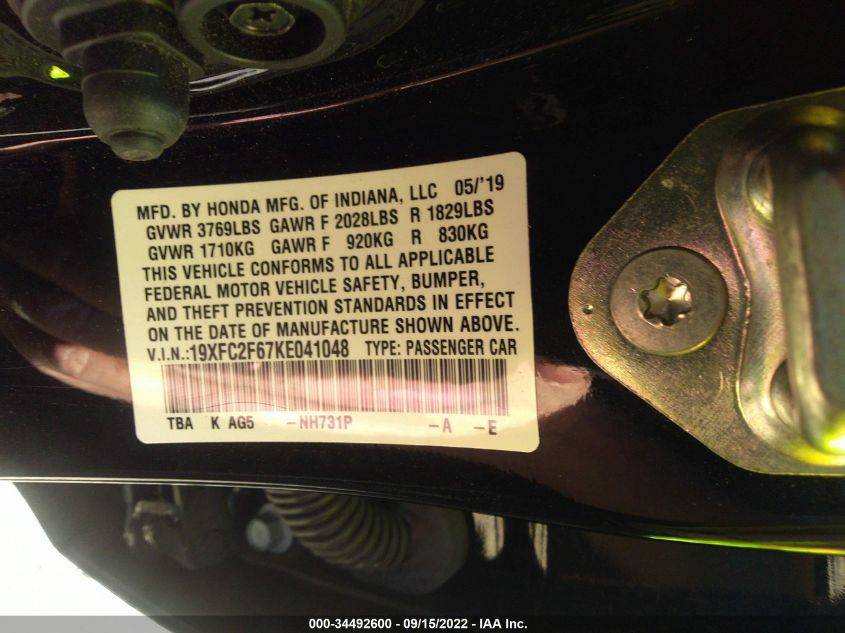 MFD. BY HONDA MFG. OF INDIANA, LLC 05/'19
GVWR 3769LBS GAWR F 2028LBS R 1829LBS
GVWR 1710KG GAWR F 920KG R 830KG
THIS VEHICLE CONFORMS TO ALL APPLICABLE
FEDERAL MOTOR VEHICLE SAFETY, BUMPER,
AND THEFT PREVENTION STANDARDS IN EFFECT
ON THE DATE OF MANUFACTURE SHOWN ABOVE.
V.I.N.:19XFC2F67KE041048 TYPE: PASSENGER CAR
TBA K AG5 -NH731P -A -E
000-34492600 - 09/15/2022 - IAA Inc.